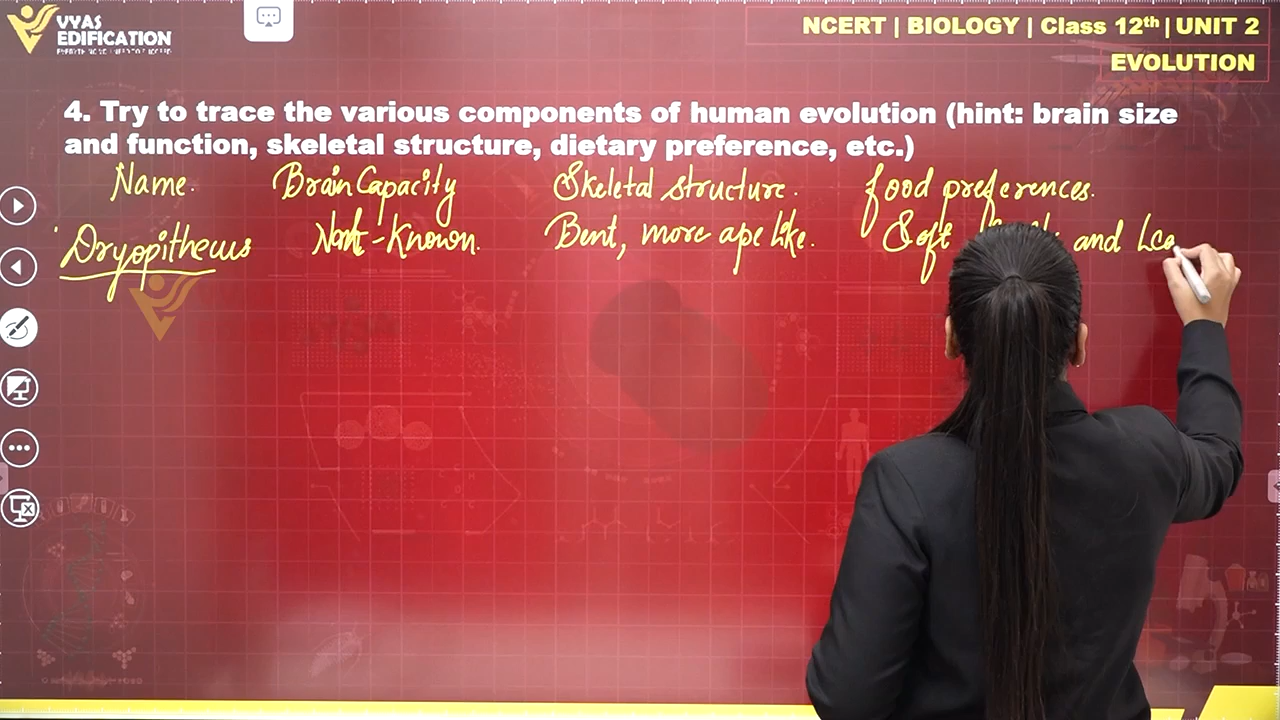 VYAS
EDIFICATION
NCERT | BIOLOGY | Class 12th | UNIT 2
EVOLUTION
4. Try to trace the various components of human evolution (hint: brain size
and function, skeletal structure, dietary preference, etc.)
Name. Brain Capacity Skeletal structure. food preferences.
Dryopithecus Not-Known. Bent, more ape like. Soft and